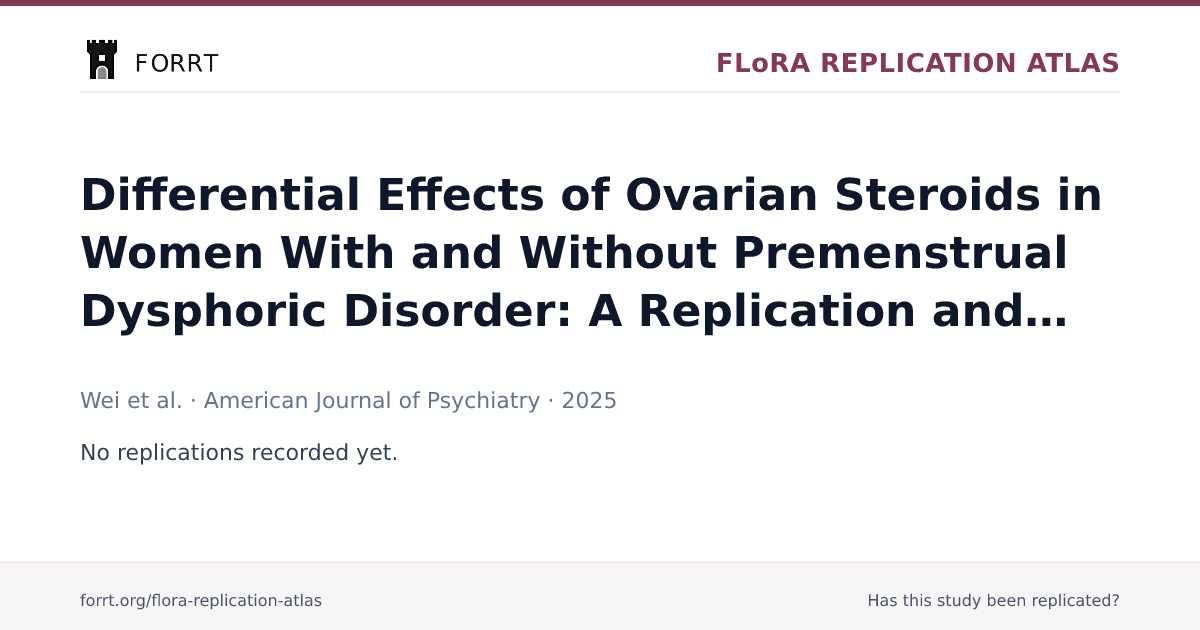 FORRT
FLoRA REPLICATION ATLAS
Differential Effects of Ovarian Steroids in
Women With and Without Premenstrual
Dysphoric Disorder: A Replication and…
Wei et al. · American Journal of Psychiatry · 2025
No replications recorded yet.
forrt.org/flora-replication-atlas
Has this study been replicated?